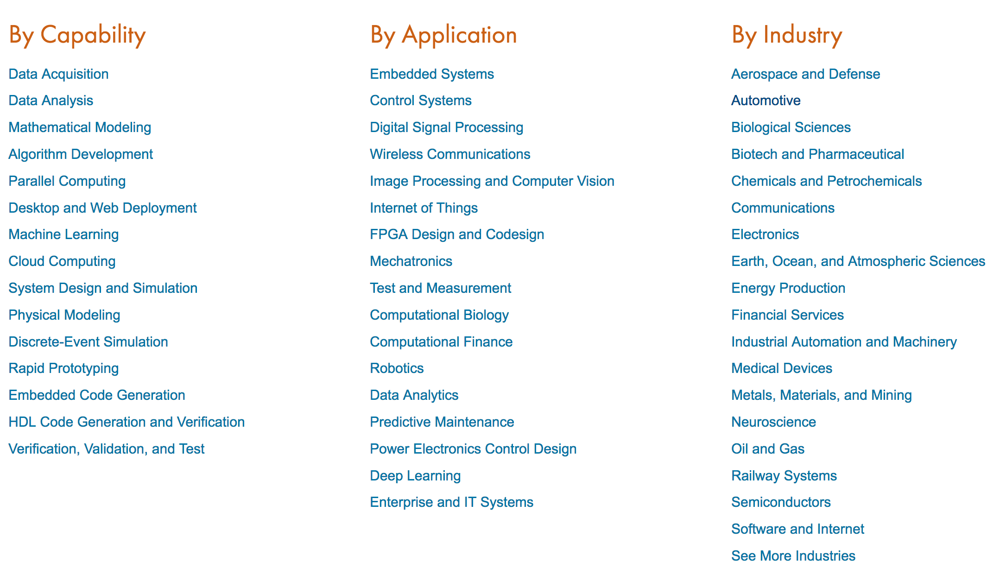 By Capability
Data Acquisition
Data Analysis
Mathematical Modeling
Algorithm Development
Parallel Computing
Desktop and Web Deployment
Machine Learning
Cloud Computing
System Design and Simulation
Physical Modeling
Discrete-Event Simulation
Rapid Prototyping
Embedded Code Generation
HDL Code Generation and Verification
Verification, Validation, and Test
By Application
Embedded Systems
Control Systems
Digital Signal Processing
Wireless Communications
Image Processing and Computer Vision
Internet of Things
FPGA Design and Codesign
Mechatronics
Test and Measurement
Computational Biology
Computational Finance
Robotics
Data Analytics
Predictive Maintenance
Power Electronics Control Design
Deep Learning
Enterprise and IT Systems
By Industry
Aerospace and Defense
Automotive
Biological Sciences
Biotech and Pharmaceutical
Chemicals and Petrochemicals
Communications
Electronics
Earth, Ocean, and Atmospheric Sciences
Energy Production
Financial Services
Industrial Automation and Machinery
Medical Devices
Metals, Materials, and Mining
Neuroscience
Oil and Gas
Railway Systems
Semiconductors
Software and Internet
See More Industries